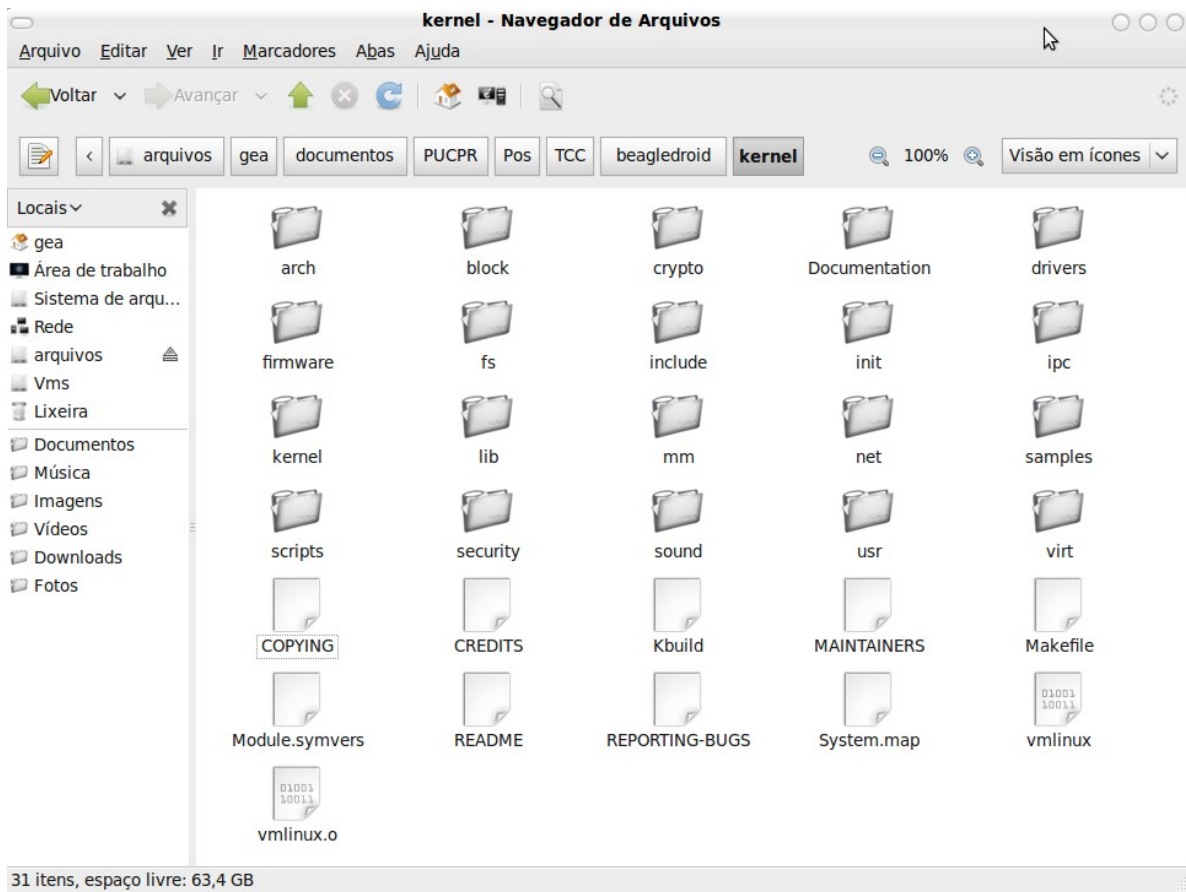 kernel - Navegador de Arquivos
Arquivo Editar Ver Ir Marcadores Abas Ajuda
Voltar Avançar
< arquivos gea documentos PUCPR Pos TCC beagledroid kernel 100% Visão em ícones
Locais
gea
Área de trabalho
Sistema de arqu...
Rede
arquivos
Vms
Lixeira
Documentos
Música
Imagens
Vídeos
Downloads
Fotos
arch block crypto Documentation drivers
firmware fs include init ipc
kernel lib mm net samples
scripts security sound usr virt
COPYING CREDITS Kbuild MAINTAINERS Makefile
01001
10011
Module.symvers README REPORTING-BUGS System.map vmlinux
01001
10011
vmlinux.o
31 itens, espaço livre: 63,4 GB